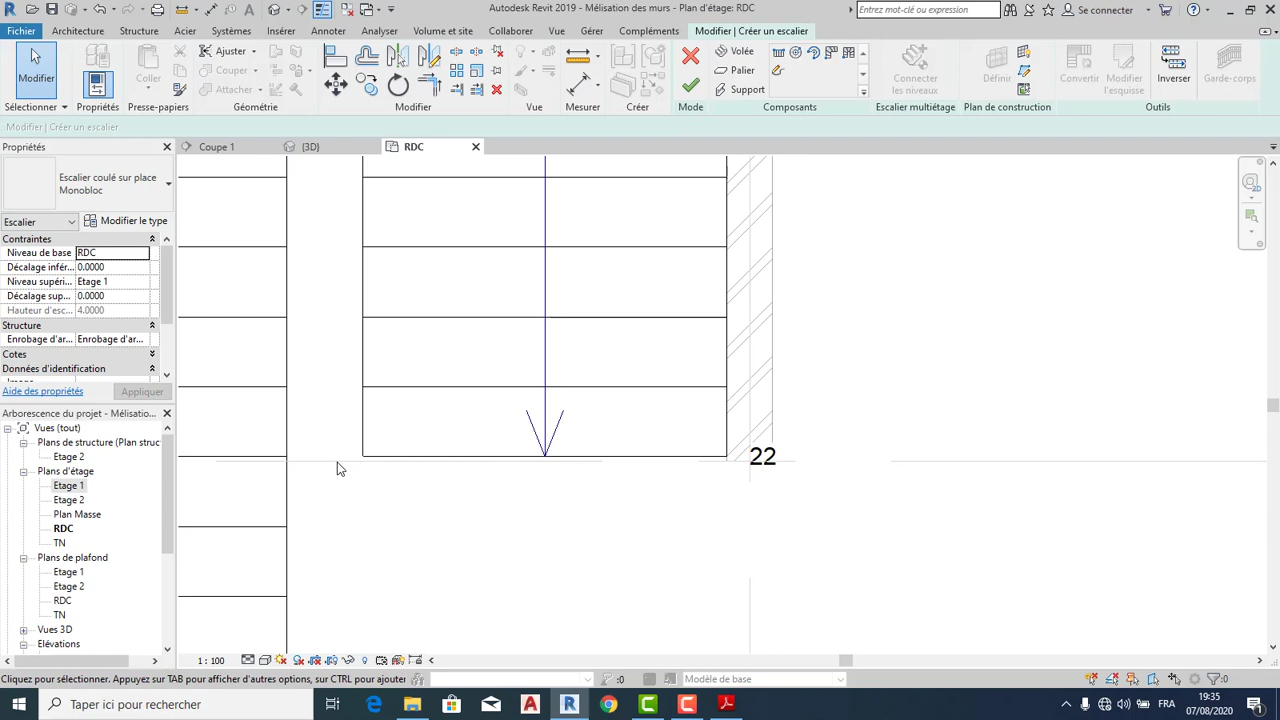 Autodesk Revit 2019 - Mélisation des murs - Plan d'étage: RDC
Entrez mot-clé ou expression
Se connecter
Fichier Architecture Structure Acier Systèmes Insérer Annoter Analyser Volume et site Collaborer Vue Gérer Compléments Modifier | Créer un escalier
Modifier
Sélectionner
Propriétés
Coller
Presse-papiers
Ajuster
Couper
Attacher
Géométrie
Modifier
Vue
Mesurer
Créer
Mode
Volée
Palier
Support
Composants
Connecter
les niveaux
Escalier multiétage
Définir
Plan de construction
Convertir
Modifier
l'esquisse
Inverser
Outils
Garde-corps
Modifier | Créer un escalier
Propriétés
Coupe 1
{3D}
RDC
Escalier coulé sur place
Monobloc
Escalier
Modifier le type
Contraintes
Niveau de base RDC
Décalage infér... 0.0000
Niveau supéri... Etage 1
Décalage sup... 0.0000
Hauteur d'esc... 4.0000
Structure
Enrobage d'ar... Enrobage d'ar...
Cotes
Données d'identification
Aide des propriétés
Appliquer
Arborescence du projet - Mélisatio...
Vues (tout)
Plans de structure (Plan struc
Etage 2
Plans d'étage
Etage 1
Etage 2
Plan Masse
RDC
TN
Plans de plafond
Etage 1
Etage 2
RDC
TN
Vues 3D
Elévations
22
1 : 100
Cliquez pour sélectionner. Appuyez sur TAB pour afficher d'autres options, sur CTRL pour ajouter
:0
Modèle de base
:0
Taper ici pour rechercher
FRA
19:35
07/08/2020